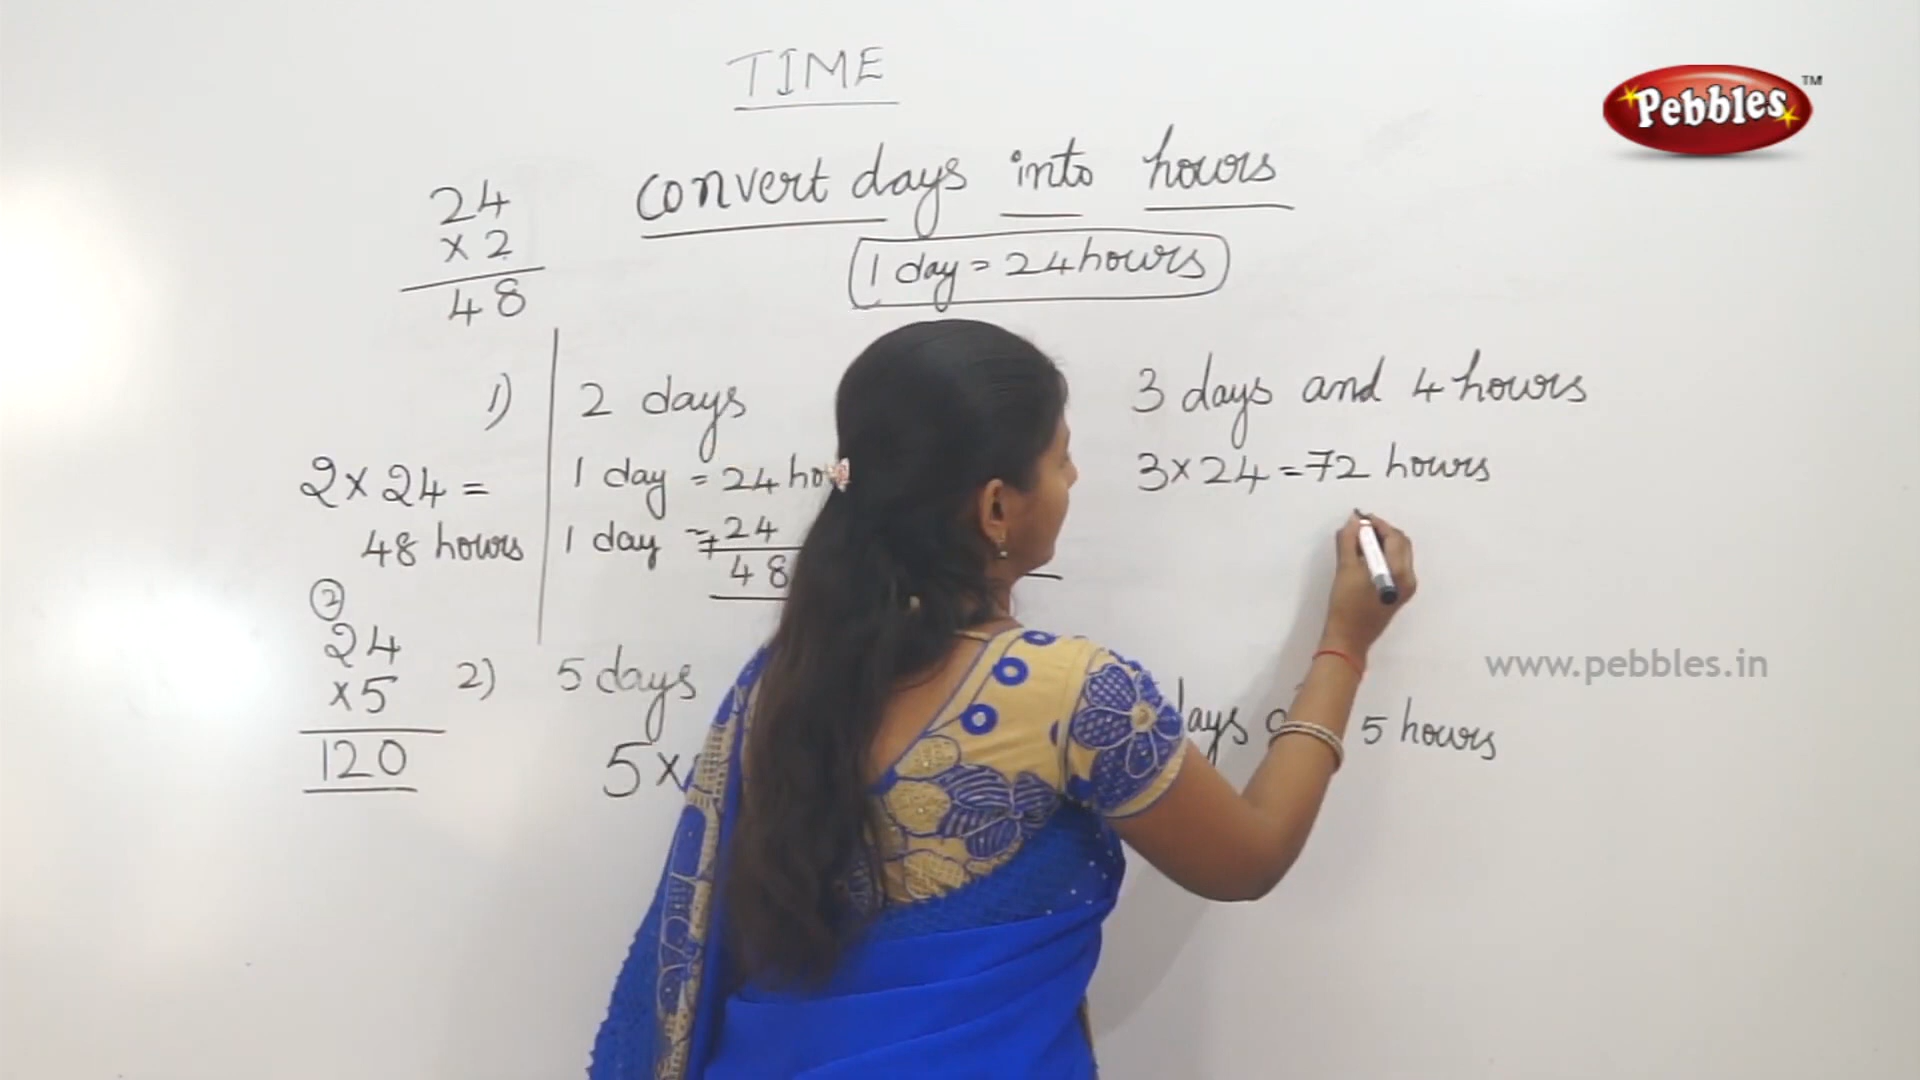 TIME
Pebbles TM
convert days into hours
1 day = 24 hours
24
× 2
48
1) 2 days
1 day = 24 ho
1 day = +24
48
2 × 24 =
48 hours
2
24
×5
120
2) 5 days
5 ×
3 days and 4 hours
3 × 24 = 72 hours
www.pebbles.in
days 5 hours